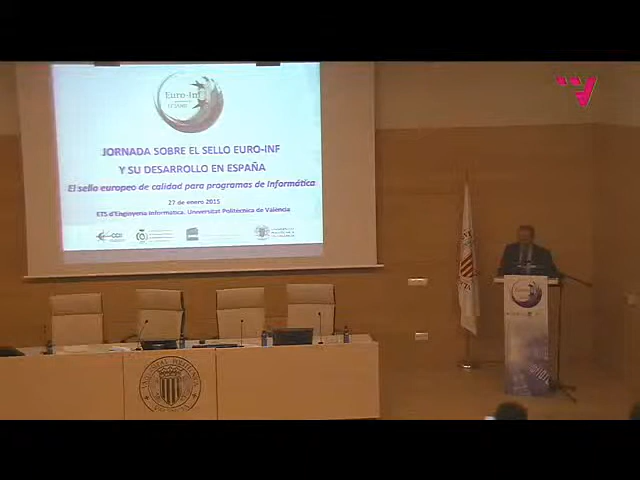 Euro-Inf
JORNADA SOBRE EL SELLO EURO-INF
Y SU DESARROLLO EN ESPAÑA
El sello europeo de calidad para programas de Informática
27 de enero 2015
ETS d'Enginyeria Informàtica. Universitat Politècnica de València